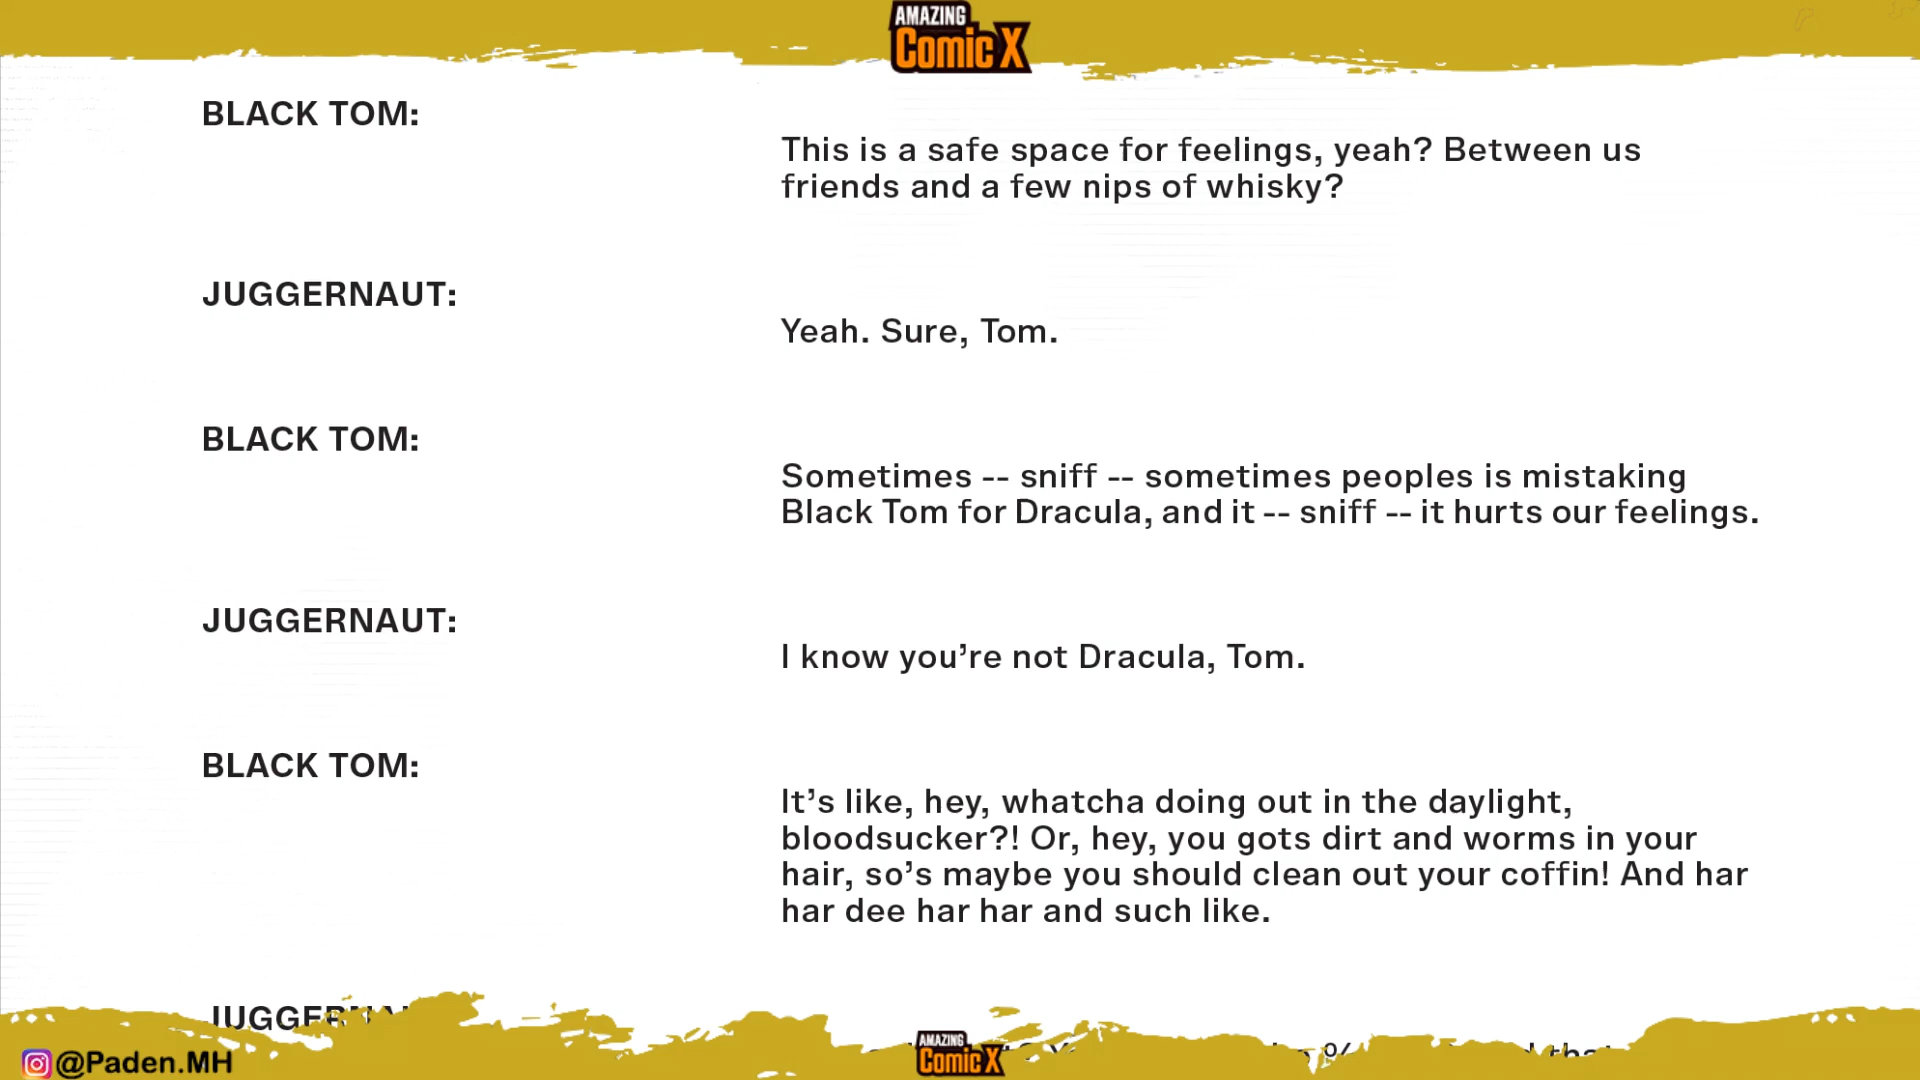 AMAZING
Comic X
BLACK TOM:
This is a safe space for feelings, yeah? Between us
friends and a few nips of whisky?
JUGGERNAUT:
Yeah. Sure, Tom.
BLACK TOM:
Sometimes -- sniff -- sometimes peoples is mistaking
Black Tom for Dracula, and it -- sniff -- it hurts our feelings.
JUGGERNAUT:
I know you’re not Dracula, Tom.
BLACK TOM:
It’s like, hey, whatcha doing out in the daylight,
bloodsucker?! Or, hey, you gots dirt and worms in your
hair, so’s maybe you should clean out your coffin! And har
har dee har har and such like.
AMAZING
Comic X
@Paden.MH